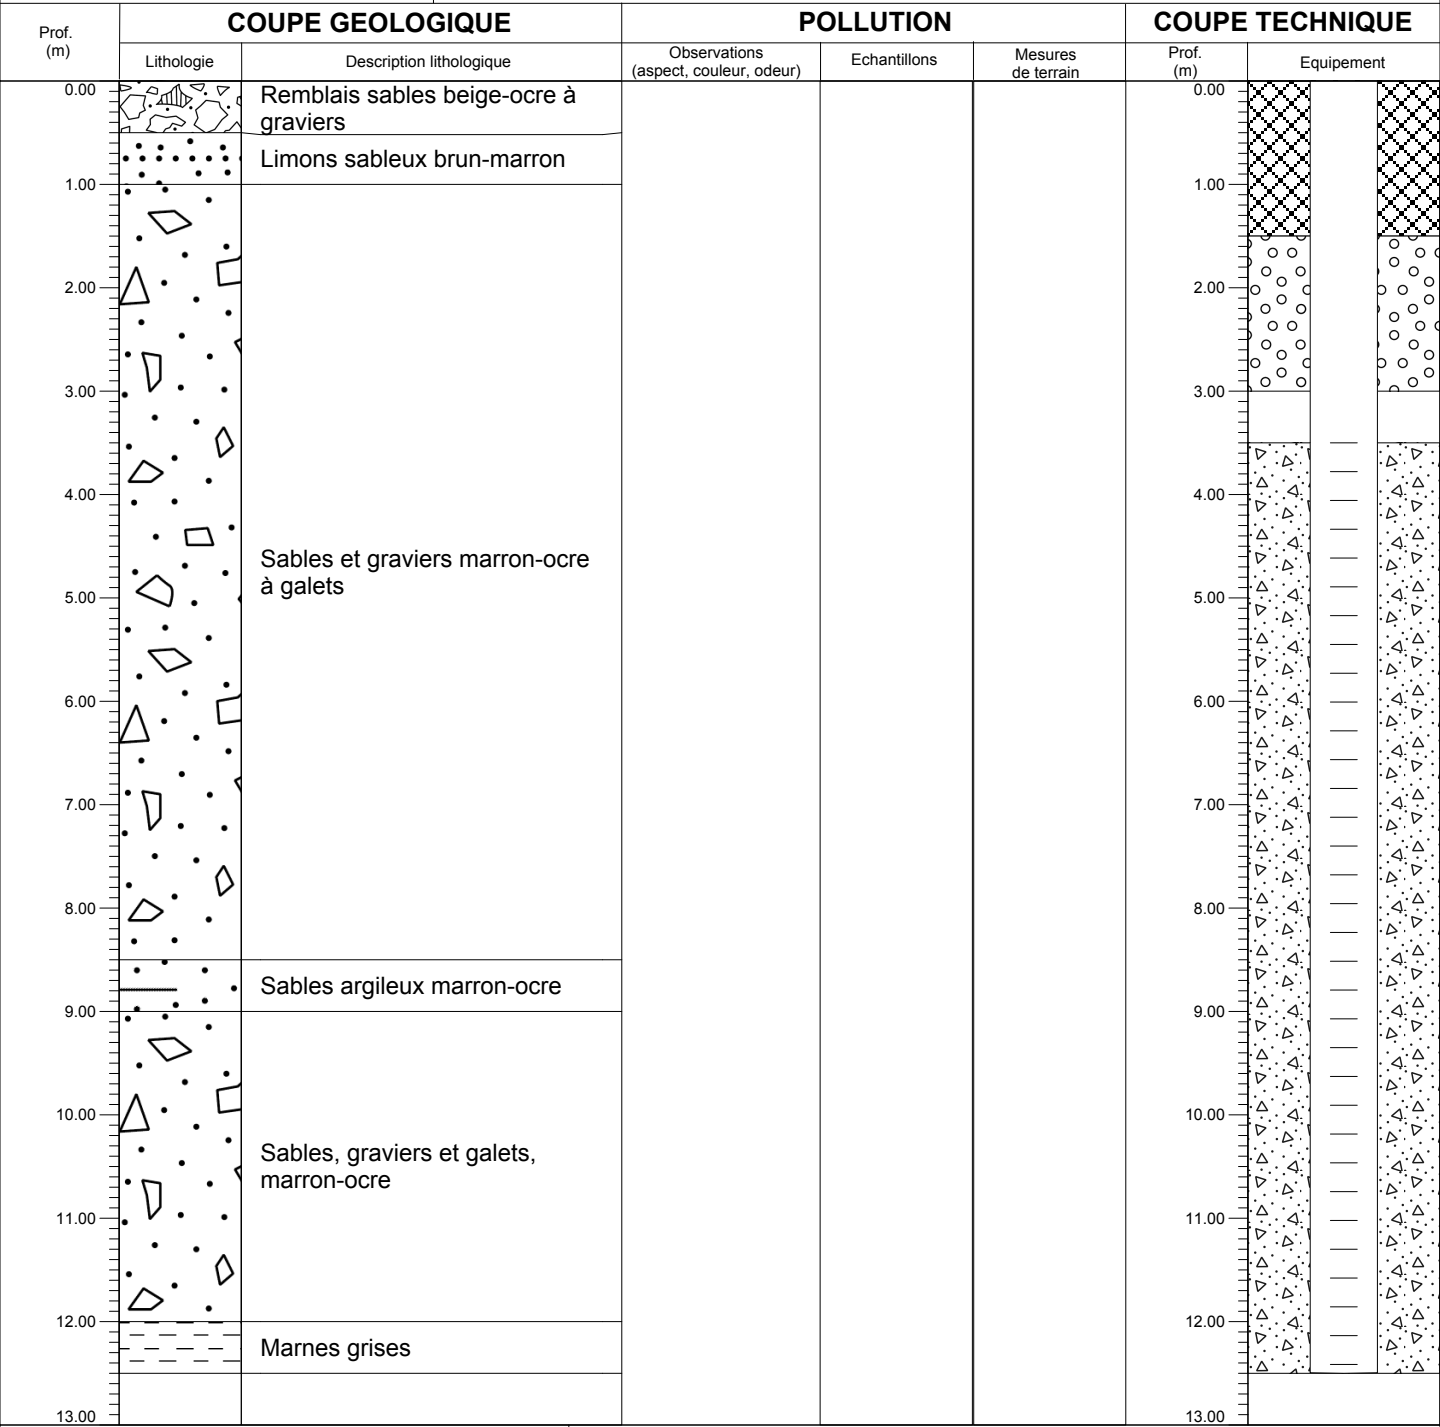 COUPE GEOLOGIQUE
POLLUTION
COUPE TECHNIQUE
Prof.
(m)
Lithologie
Description lithologique
Observations
(aspect, couleur, odeur)
Echantillons
Mesures
de terrain
Prof.
(m)
Equipement
0.00
Remblais sables beige-ocre à
graviers
Limons sableux brun-marron
1.00
2.00
3.00
4.00
Sables et graviers marron-ocre
à galets
5.00
6.00
7.00
8.00
Sables argileux marron-ocre
9.00
10.00
Sables, graviers et galets,
marron-ocre
11.00
12.00
Marnes grises
13.00
0.00
1.00
2.00
3.00
4.00
5.00
6.00
7.00
8.00
9.00
10.00
11.00
12.00
13.00